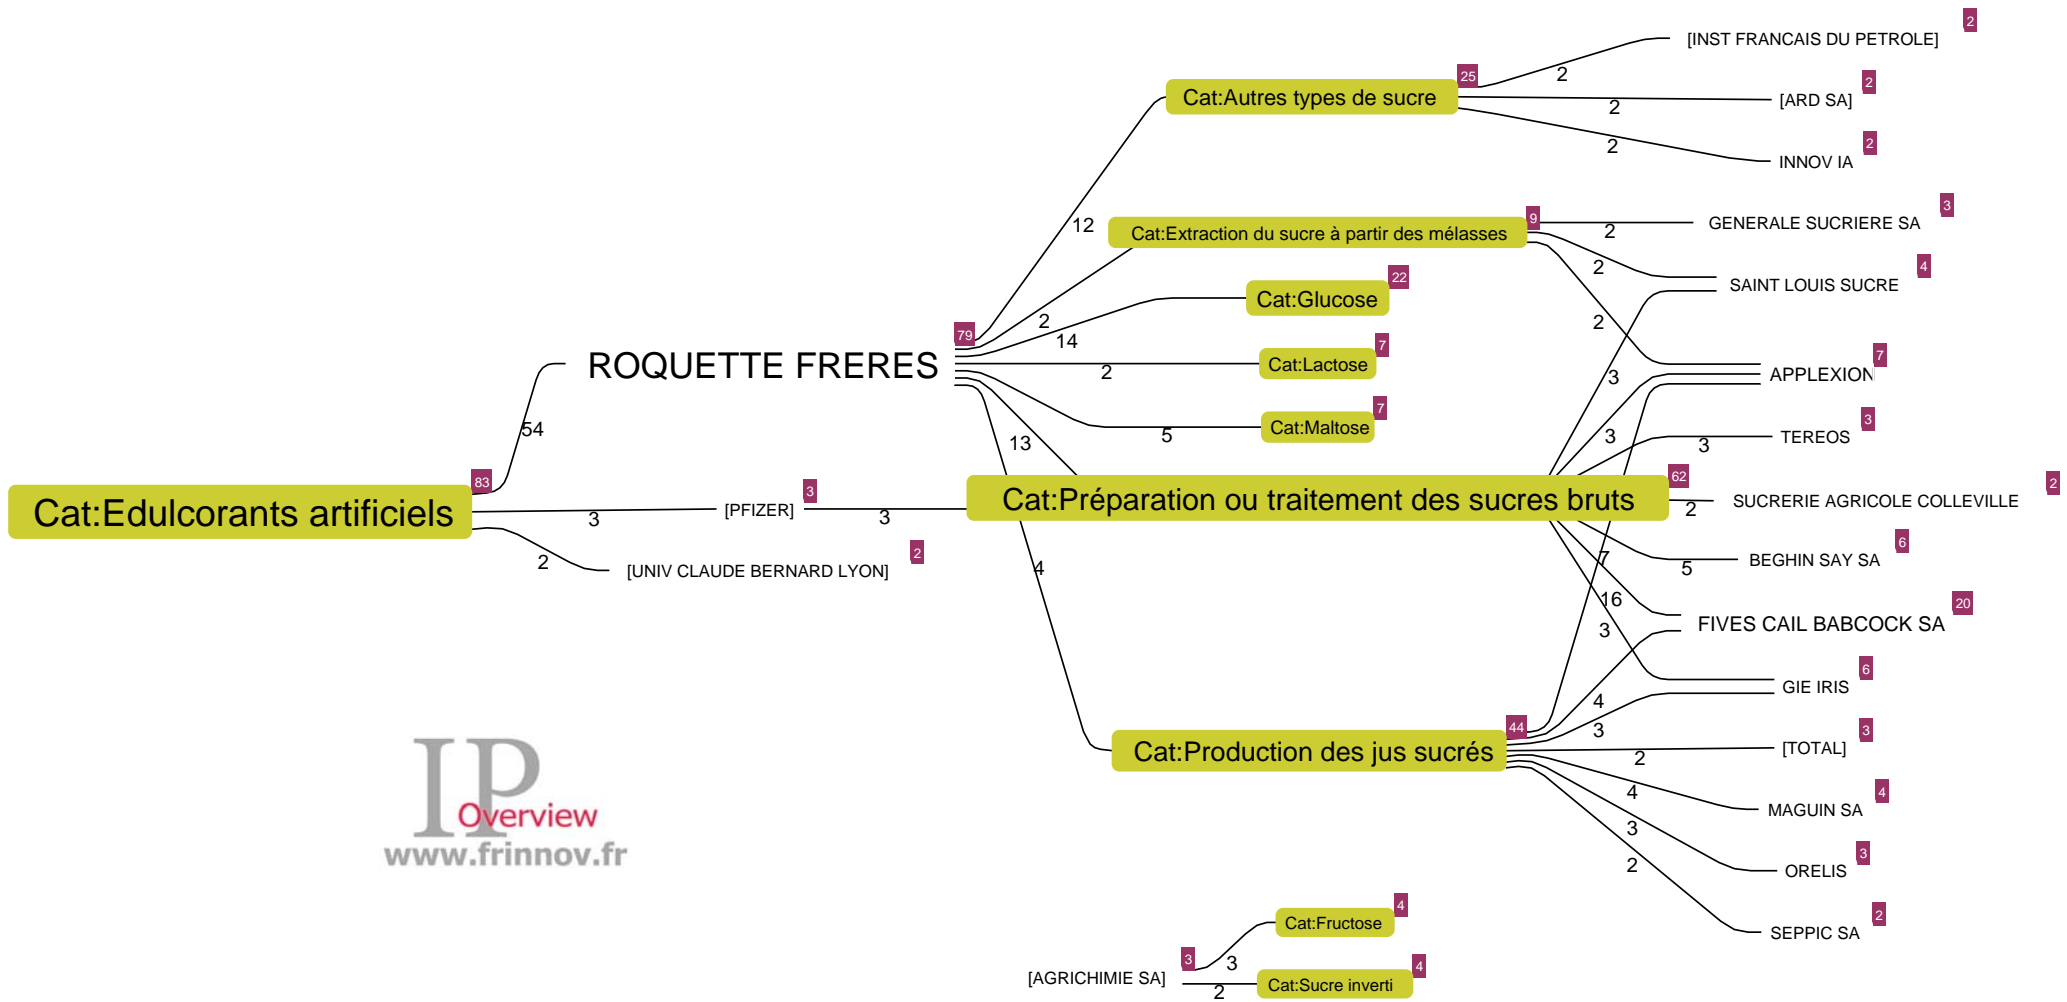 2
[INST FRANCAIS DU PETROLE]
25
2
Cat:Autres types de sucre
2
2
[ARD SA]
2
2
INNOV IA
12
3
9
GENERALE SUCRIERE SA
Cat:Extraction du sucre à partir des mélasses
2
2
4
SAINT LOUIS SUCRE
22
Cat:Glucose
2
79
14
2
7
ROQUETTE FRERES
Cat:Lactose
2
7
APPLEXION
3
7
Cat:Maltose
5
13
3
3
TEREOS
3
54
83
Cat:Edulcorants artificiels
3
3
[PFIZER]
3
Cat:Préparation ou traitement des sucres bruts
62
2
2
SUCRERIE AGRICOLE COLLEVILLE
2
2
[UNIV CLAUDE BERNARD LYON]
4
7
5
6
BEGHIN SAY SA
16
20
FIVES CAIL BABCOCK SA
3
6
GIE IRIS
4
44
3
Cat:Production des jus sucrés
2
3
[TOTAL]
4
4
MAGUIN SA
3
3
ORELIS
2
2
SEPPIC SA
IP
Overview
www.frinnov.fr
4
Cat:Fructose
3
3
[AGRICHIMIE SA]
4
Cat:Sucre inverti
2